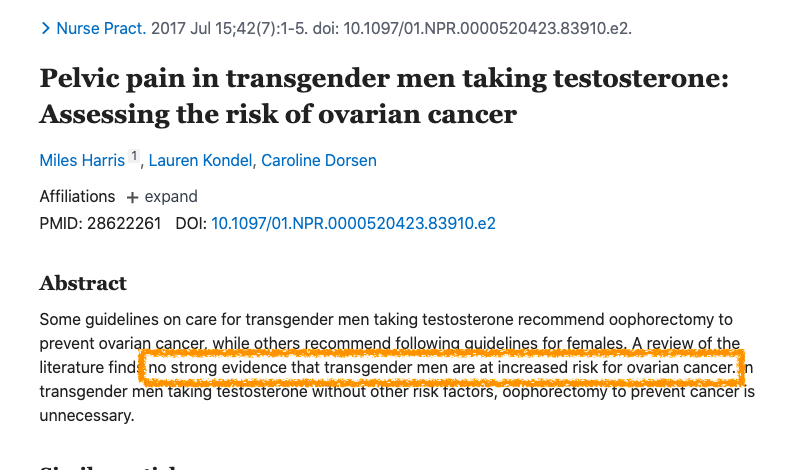 > Nurse Pract. 2017 Jul 15;42(7):1-5. doi: 10.1097/01.NPR.0000520423.83910.e2.
Pelvic pain in transgender men taking testosterone:
Assessing the risk of ovarian cancer
Miles Harris 1, Lauren Kondel, Caroline Dorsen
Affiliations + expand
PMID: 28622261 DOI: 10.1097/01.NPR.0000520423.83910.e2
Abstract
Some guidelines on care for transgender men taking testosterone recommend oophorectomy to
prevent ovarian cancer, while others recommend following guidelines for females. A review of the
literature finds no strong evidence that transgender men are at increased risk for ovarian cancer. In
transgender men taking testosterone without other risk factors, oophorectomy to prevent cancer is
unnecessary.